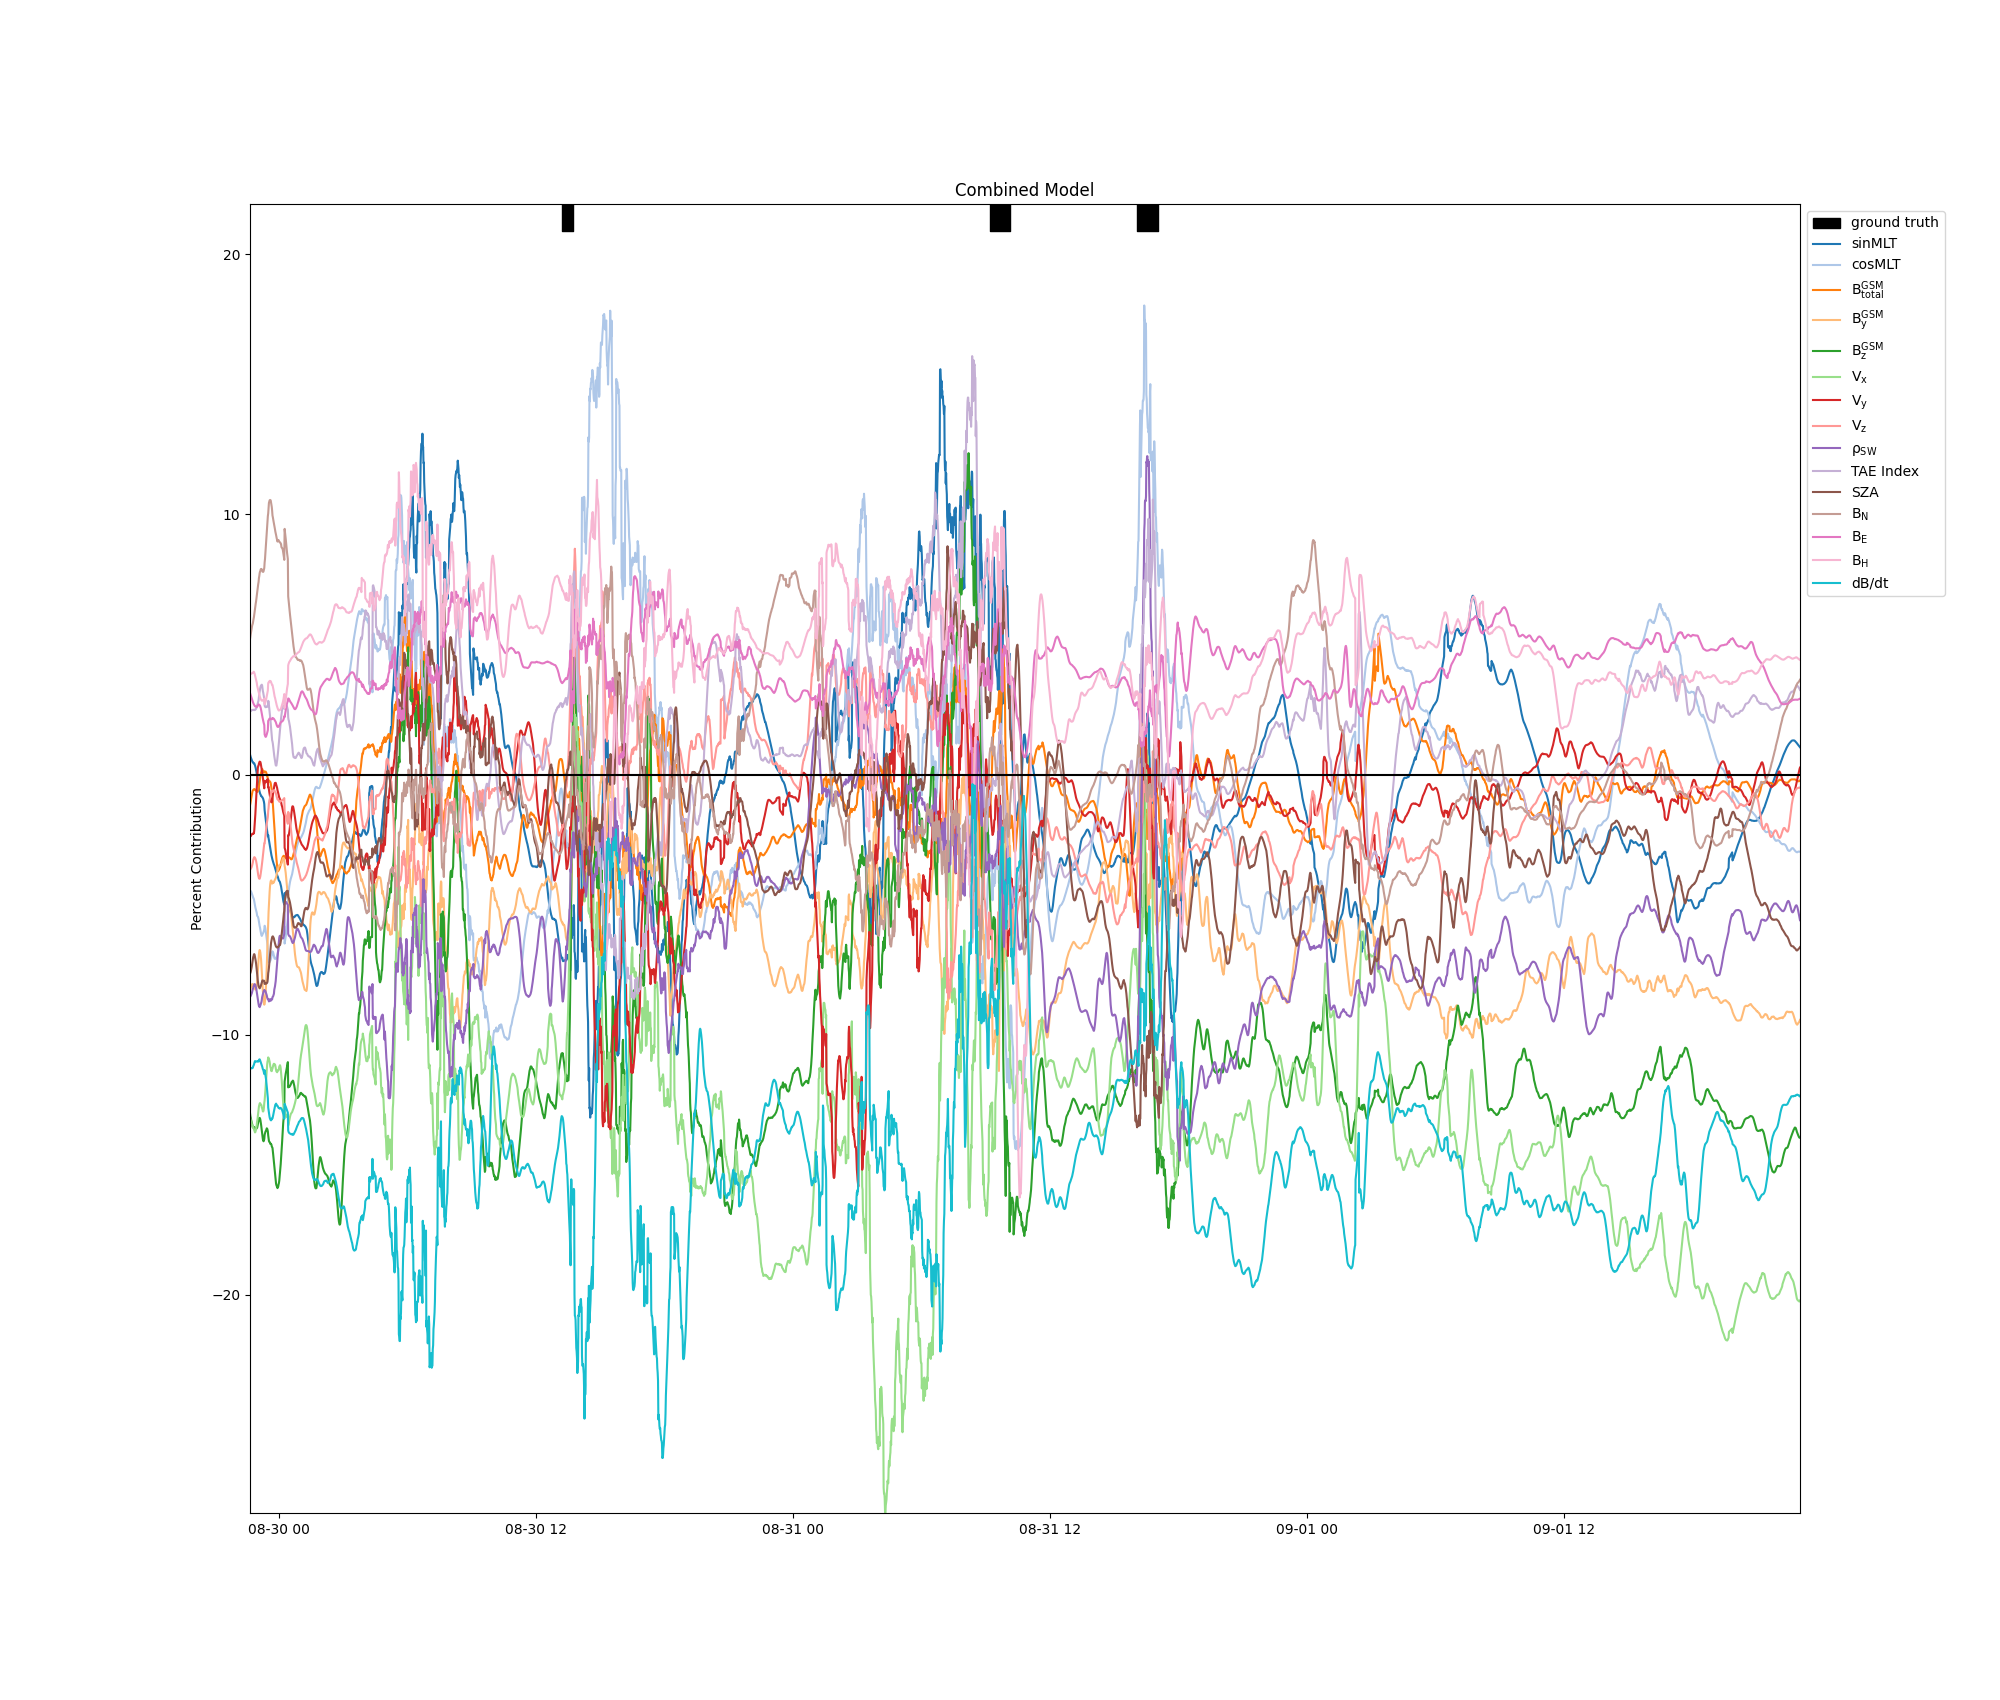 Combined Model
20
10
0
−10
−20
Percent Contribution
08-30 00
08-30 12
08-31 00
08-31 12
09-01 00
09-01 12
ground truth
sinMLT
cosMLT
B_total^GSM
B_y^GSM
B_z^GSM
V_x
V_y
V_z
ρ_SW
TAE Index
SZA
B_N
B_E
B_H
dB/dt